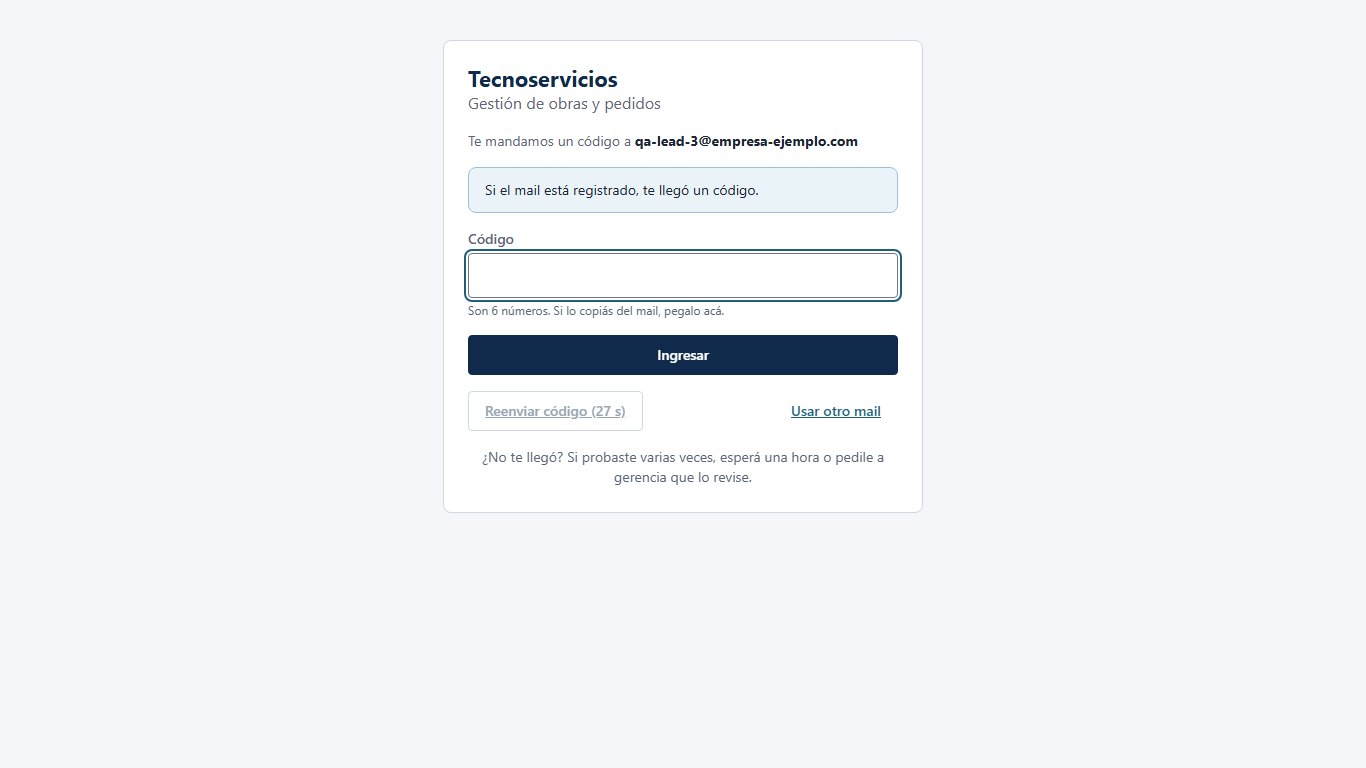 Tecnoservicios
Gestión de obras y pedidos
Te mandamos un código a qa-lead-3@empresa-ejemplo.com
Si el mail está registrado, te llegó un código.
Código
Son 6 números. Si lo copiás del mail, pegalo acá.
Ingresar
Reenviar código (27 s)
Usar otro mail
¿No te llegó? Si probaste varias veces, esperá una hora o pedile a
gerencia que lo revise.